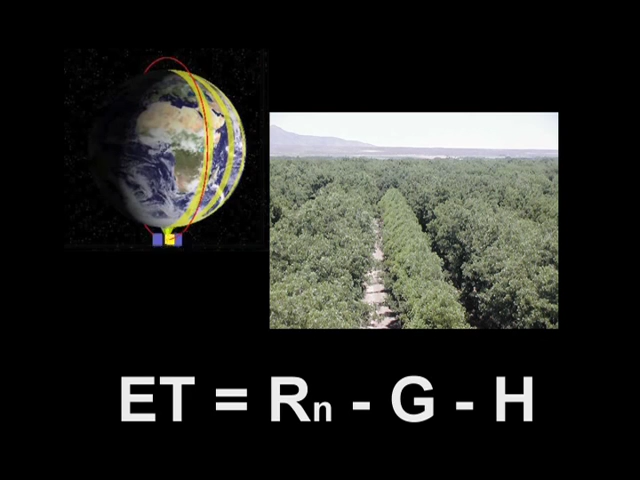 ET = Rn - G - H